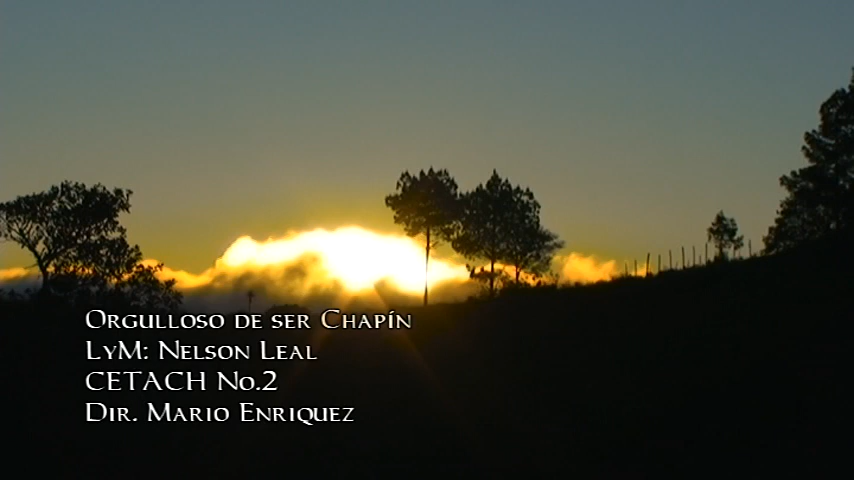 Orgulloso de ser Chapín
LyM: Nelson Leal
CETACH No.2
Dir. Mario Enriquez